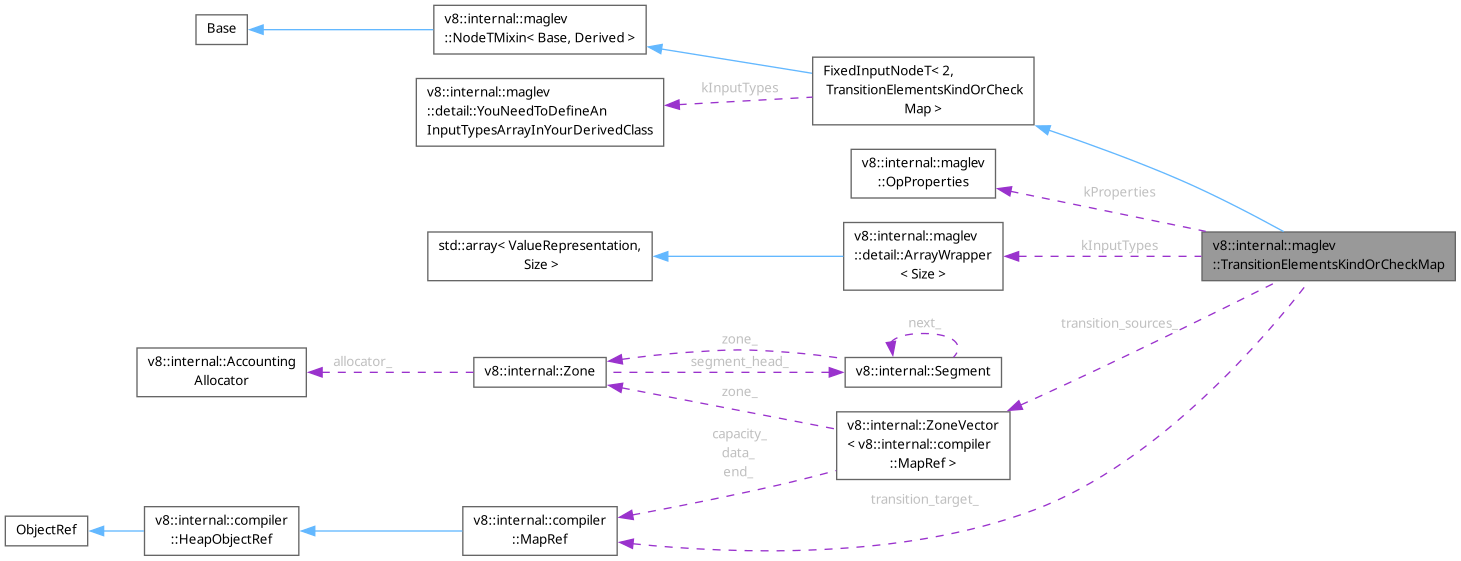 Base
v8::internal::maglev
::NodeTMixin< Base, Derived >
v8::internal::maglev
::detail::YouNeedToDefineAn
InputTypesArrayInYourDerivedClass
kInputTypes
FixedInputNodeT< 2,
TransitionElementsKindOrCheck
Map >
v8::internal::maglev
::OpProperties
kProperties
std::array< ValueRepresentation,
Size >
v8::internal::maglev
::detail::ArrayWrapper
< Size >
kInputTypes
v8::internal::maglev
::TransitionElementsKindOrCheckMap
v8::internal::Accounting
Allocator
allocator_
v8::internal::Zone
zone_
segment_head_
zone_
next_
v8::internal::Segment
transition_sources_
v8::internal::ZoneVector
< v8::internal::compiler
::MapRef >
capacity_
data_
end_
transition_target_
ObjectRef
v8::internal::compiler
::HeapObjectRef
v8::internal::compiler
::MapRef